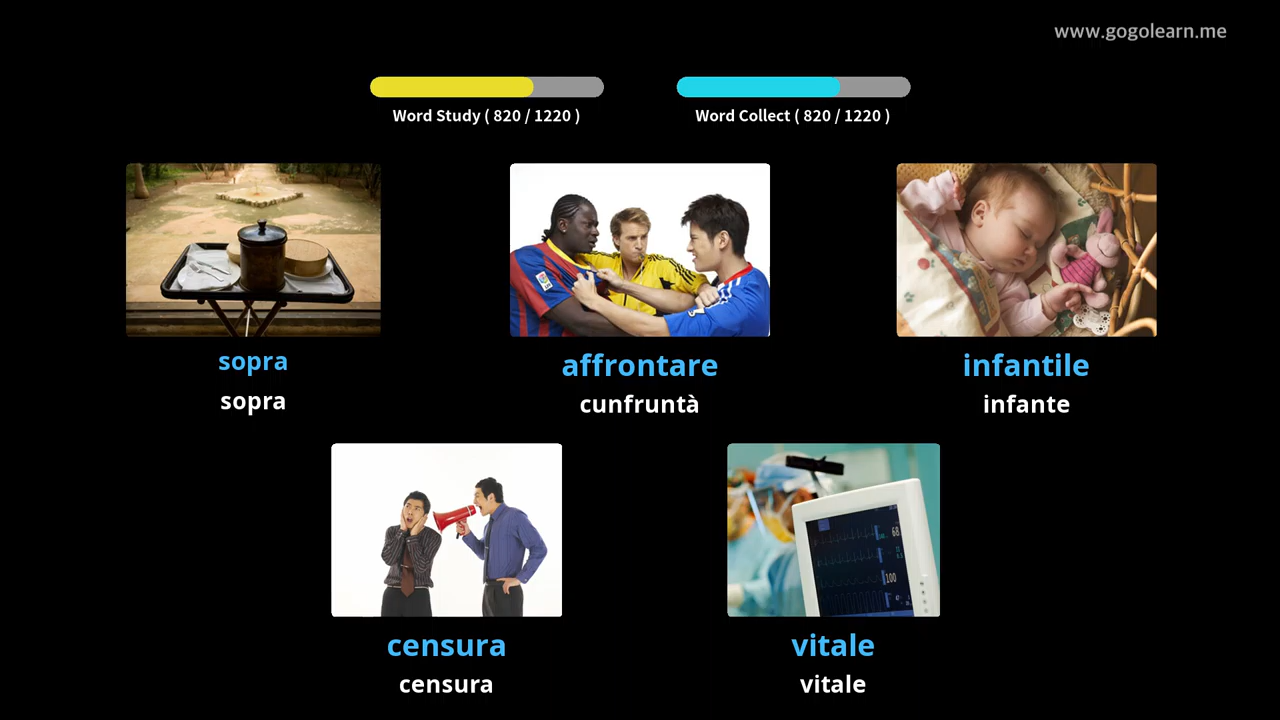 www.gogolearn.me
Word Study ( 820 / 1220 )
Word Collect ( 820 / 1220 )
sopra
sopra
affrontare
cunfruntà
infantile
infante
censura
censura
vitale
vitale